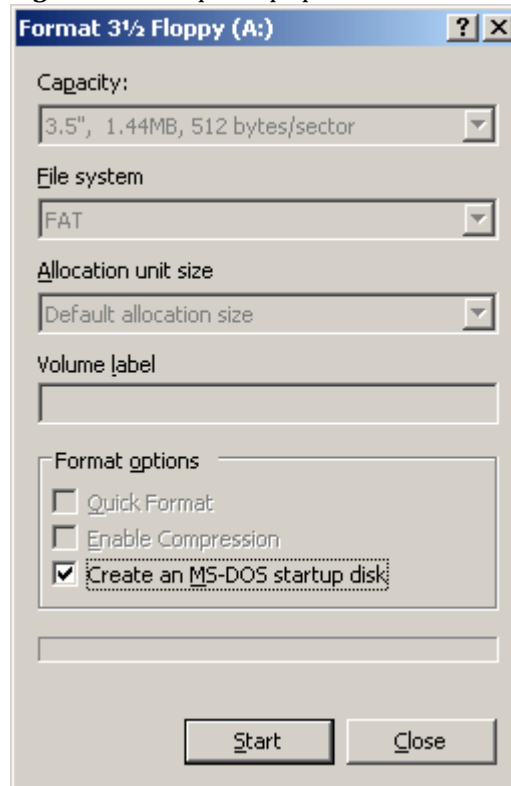 Format 3½ Floppy (A:)
Capacity:
3.5", 1.44MB, 512 bytes/sector
File system
FAT
Allocation unit size
Default allocation size
Volume label
Format options
Quick Format
Enable Compression
Create an MS-DOS startup disk
Start
Close